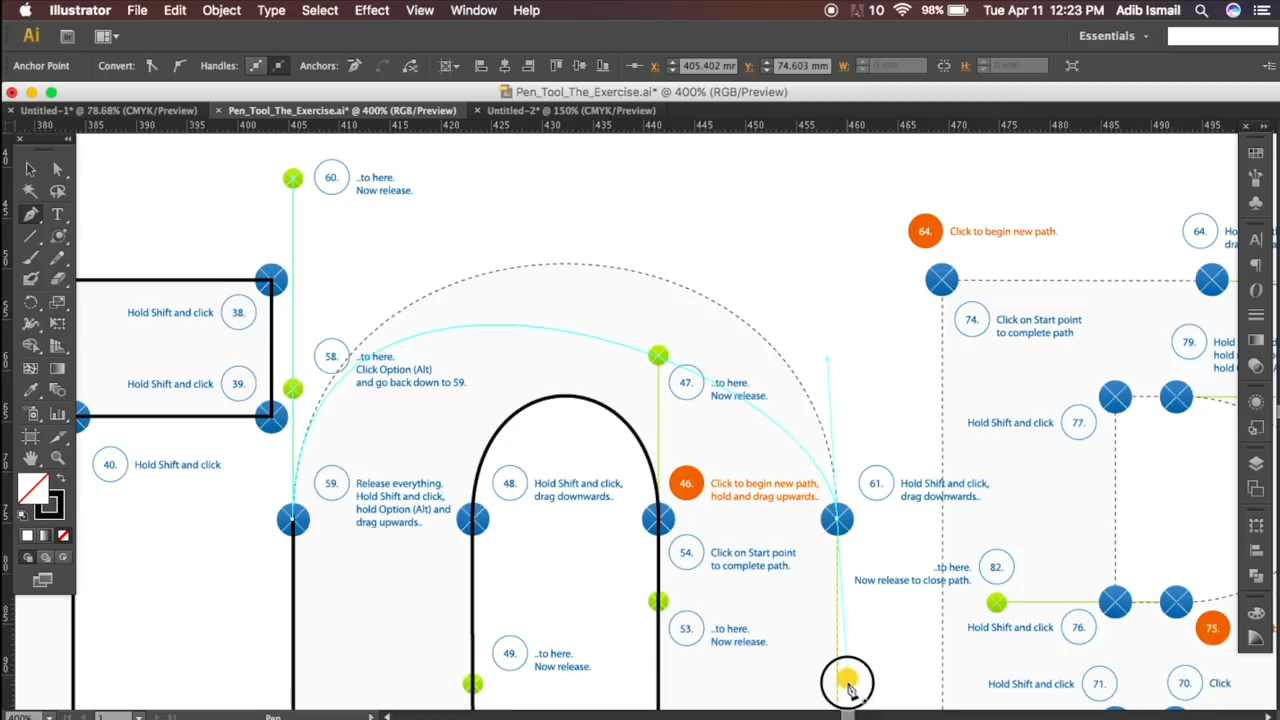 Illustrator File Edit Object Type Select Effect View Window Help
10 98% Tue Apr 11 12:23 PM Adib Ismail
Ai Br Essentials
Anchor Point Convert: Handles: Anchors: X: 405.402 mr Y: 74.603 mm W: 0 mm H: 0 mm
Pen_Tool_The_Exercise.ai* @ 400% (RGB/Preview)
Untitled-1* @ 78.68% (CMYK/Preview) Pen_Tool_The_Exercise.ai* @ 400% (RGB/Preview) Untitled-2* @ 150% (CMYK/Preview)
380 385 390 395 400 405 410 415 420 425 430 435 440 445 450 455 460 465 470 475 480 485 490 495
60. ..to here.
Now release.
64. Click to begin new path.
64.
38. Hold Shift and click
74. Click on Start point
to complete path
79.
58. ..to here.
Click Option (Alt)
and go back down to 59.
39. Hold Shift and click
47. ..to here.
Now release.
77. Hold Shift and click
40. Hold Shift and click
59. Release everything.
Hold Shift and click,
hold Option (Alt) and
drag upwards..
48. Hold Shift and click,
drag downwards..
46. Click to begin new path,
hold and drag upwards..
61. Hold Shift and click,
drag downwards..
54. Click on Start point
to complete path.
82. ..to here.
Now release to close path.
53. ..to here.
Now release.
76. Hold Shift and click
75.
49. ..to here.
Now release.
71. Hold Shift and click
70. Click
400% 1 Pen